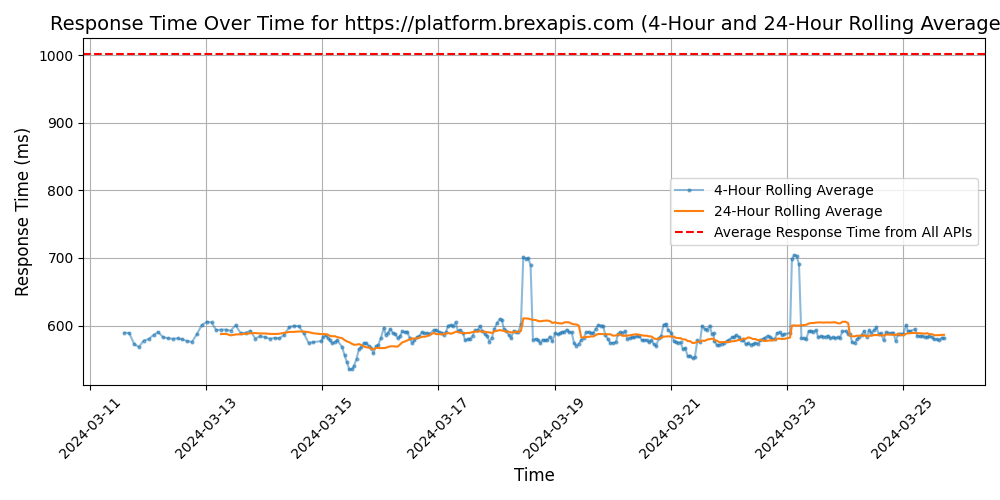 Response Time Over Time for https://platform.brexapis.com (4-Hour and 24-Hour Rolling Average
1000
900
800
700
600
Response Time (ms)
4-Hour Rolling Average
24-Hour Rolling Average
Average Response Time from All APIs
2024-03-11
2024-03-13
2024-03-15
2024-03-17
2024-03-19
2024-03-21
2024-03-23
2024-03-25
Time